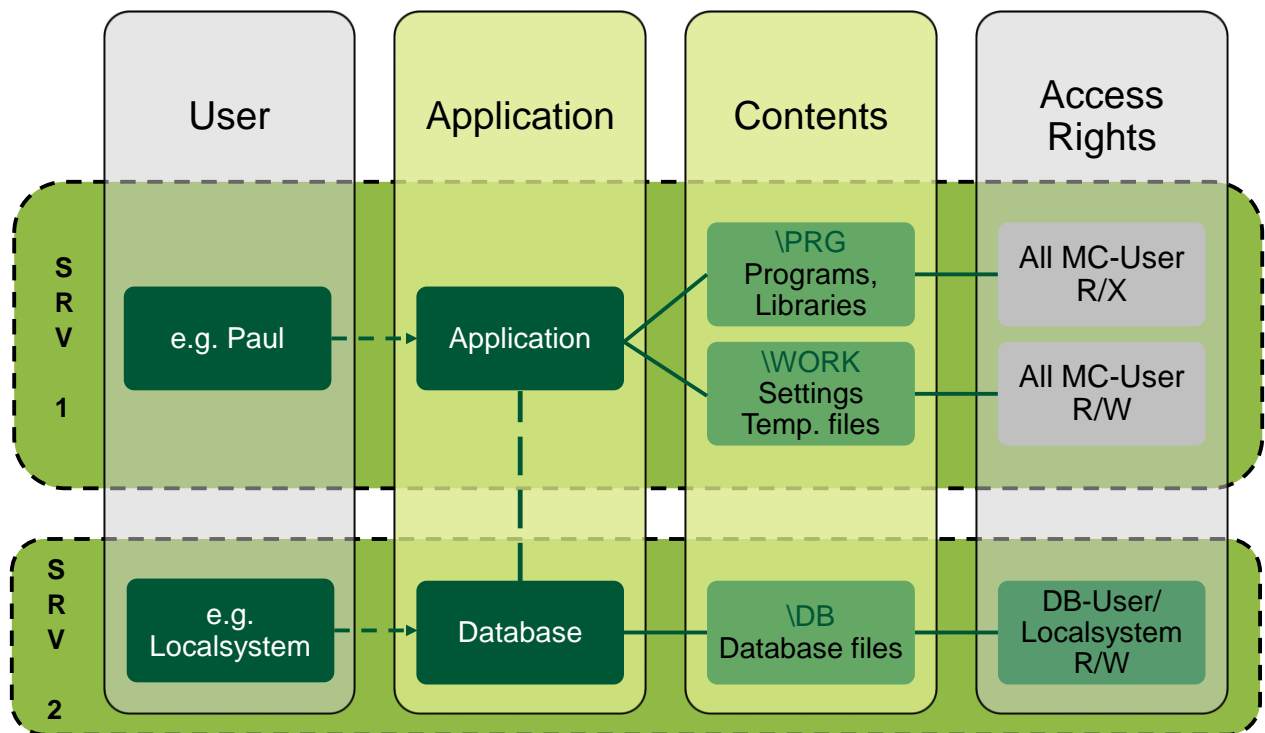 User
Application
Contents
Access
Rights
S
R
V
1
e.g. Paul
Application
\PRG
Programs,
Libraries
All MC-User
R/X
\WORK
Settings
Temp. files
All MC-User
R/W
S
R
V
2
e.g.
Localsystem
Database
\DB
Database files
DB-User/
Localsystem
R/W